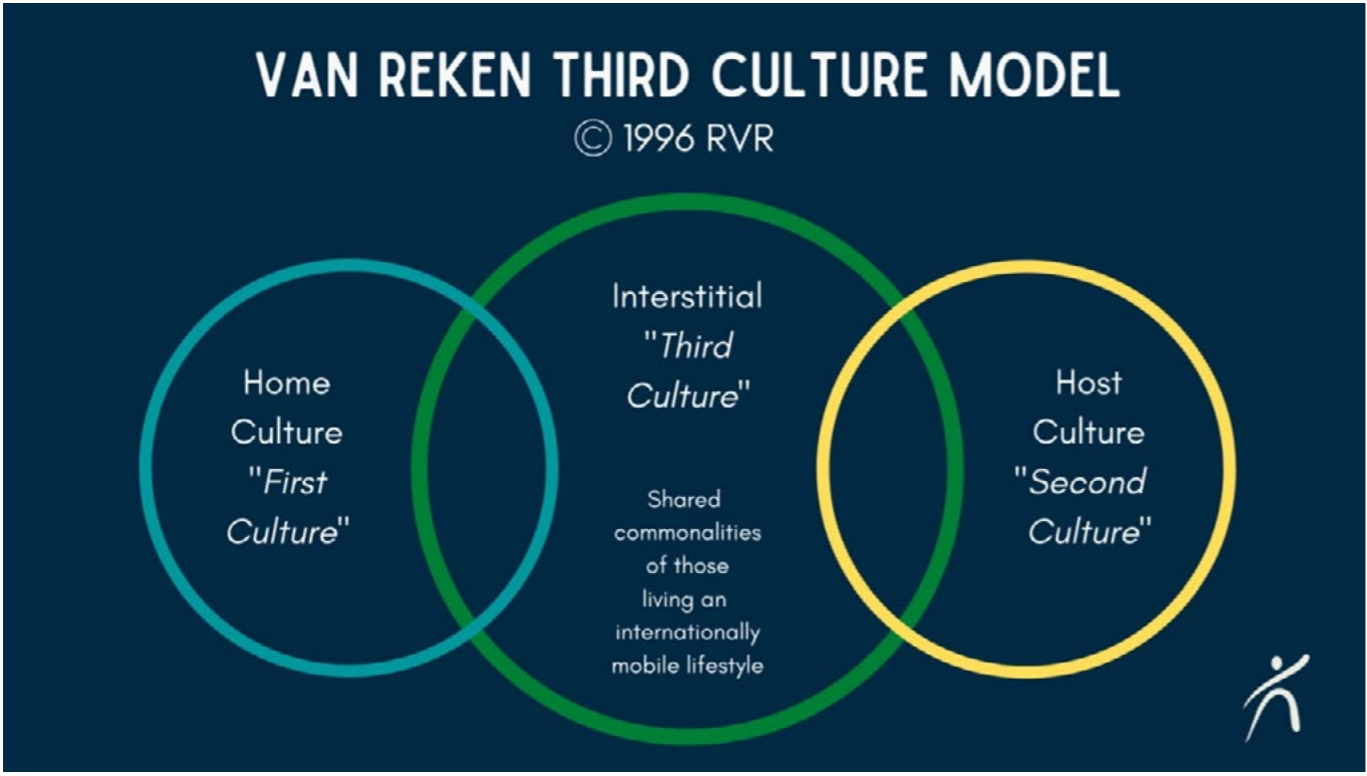 VAN REKEN THIRD CULTURE MODEL
© 1996 RVR
Home
Culture
"First
Culture"
Interstitial
"Third
Culture"
Shared
commonalities
of those
living an
internationally
mobile lifestyle
Host
Culture
"Second
Culture"